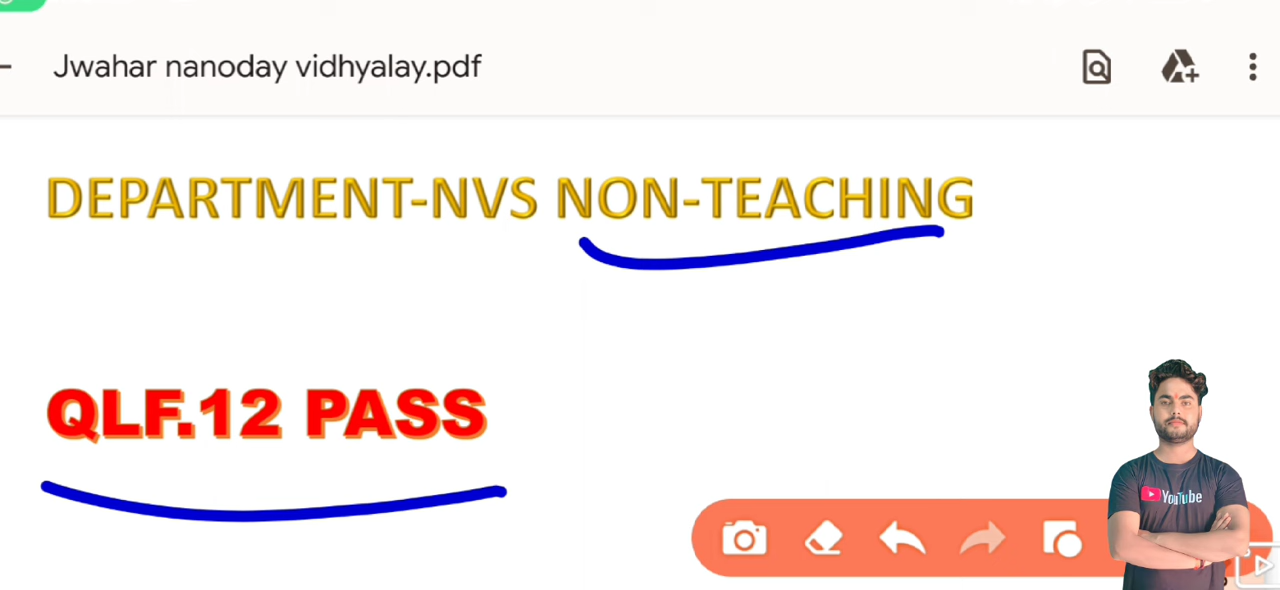 Jwahar nanoday vidhyalay.pdf
DEPARTMENT-NVS NON-TEACHING
QLF.12 PASS
YouTube